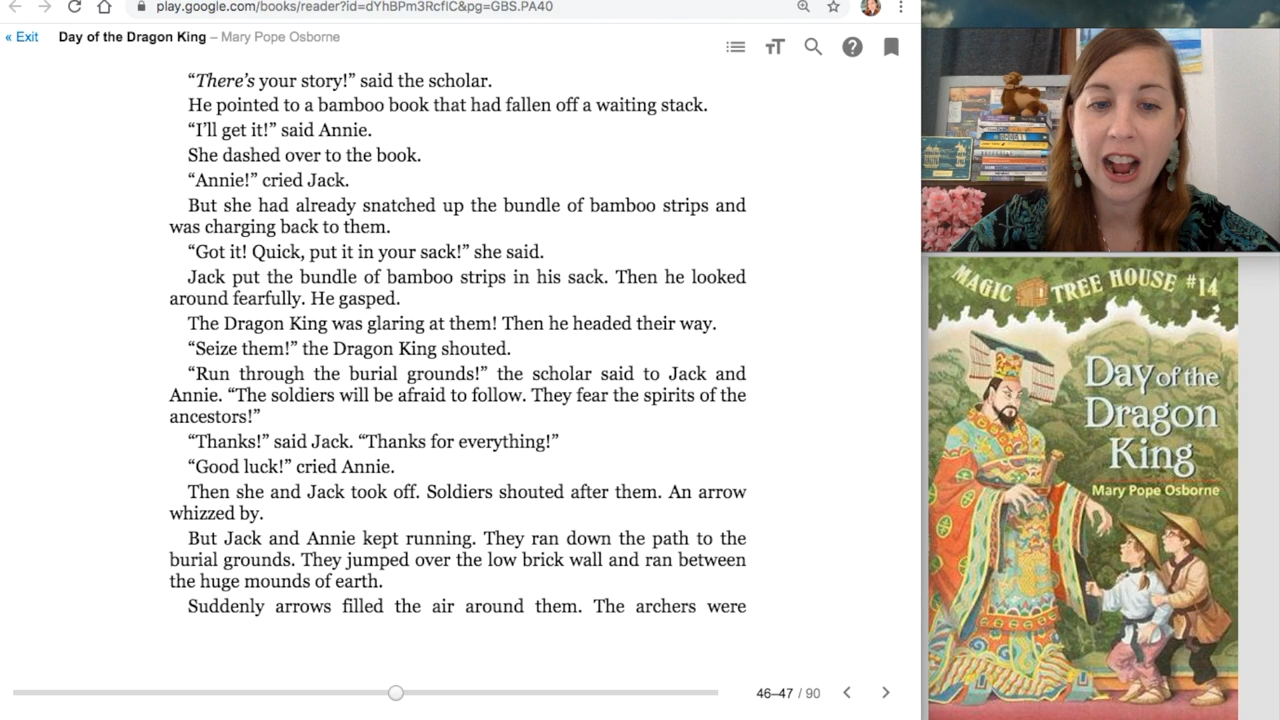 play.google.com/books/reader?id=dYhBPm3RcflC&pg=GBS.PA40
« Exit Day of the Dragon King – Mary Pope Osborne
“There’s your story!” said the scholar.
He pointed to a bamboo book that had fallen off a waiting stack.
“I’ll get it!” said Annie.
She dashed over to the book.
“Annie!” cried Jack.
But she had already snatched up the bundle of bamboo strips and
was charging back to them.
“Got it! Quick, put it in your sack!” she said.
Jack put the bundle of bamboo strips in his sack. Then he looked
around fearfully. He gasped.
The Dragon King was glaring at them! Then he headed their way.
“Seize them!” the Dragon King shouted.
“Run through the burial grounds!” the scholar said to Jack and
Annie. “The soldiers will be afraid to follow. They fear the spirits of the
ancestors!”
“Thanks!” said Jack. “Thanks for everything!”
“Good luck!” cried Annie.
Then she and Jack took off. Soldiers shouted after them. An arrow
whizzed by.
But Jack and Annie kept running. They ran down the path to the
burial grounds. They jumped over the low brick wall and ran between
the huge mounds of earth.
Suddenly arrows filled the air around them. The archers were
46–47 / 90
MAGIC TREE HOUSE #14
Day of the
Dragon
King
Mary Pope Osborne